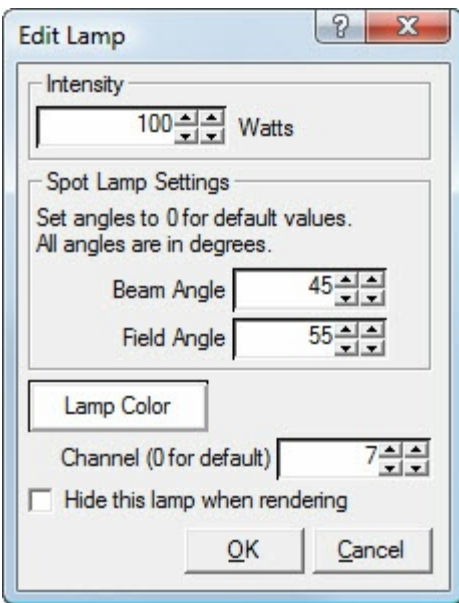 Edit Lamp
?
X
Intensity
100 Watts
Spot Lamp Settings
Set angles to 0 for default values.
All angles are in degrees.
Beam Angle 45
Field Angle 55
Lamp Color
Channel (0 for default) 7
Hide this lamp when rendering
OK Cancel